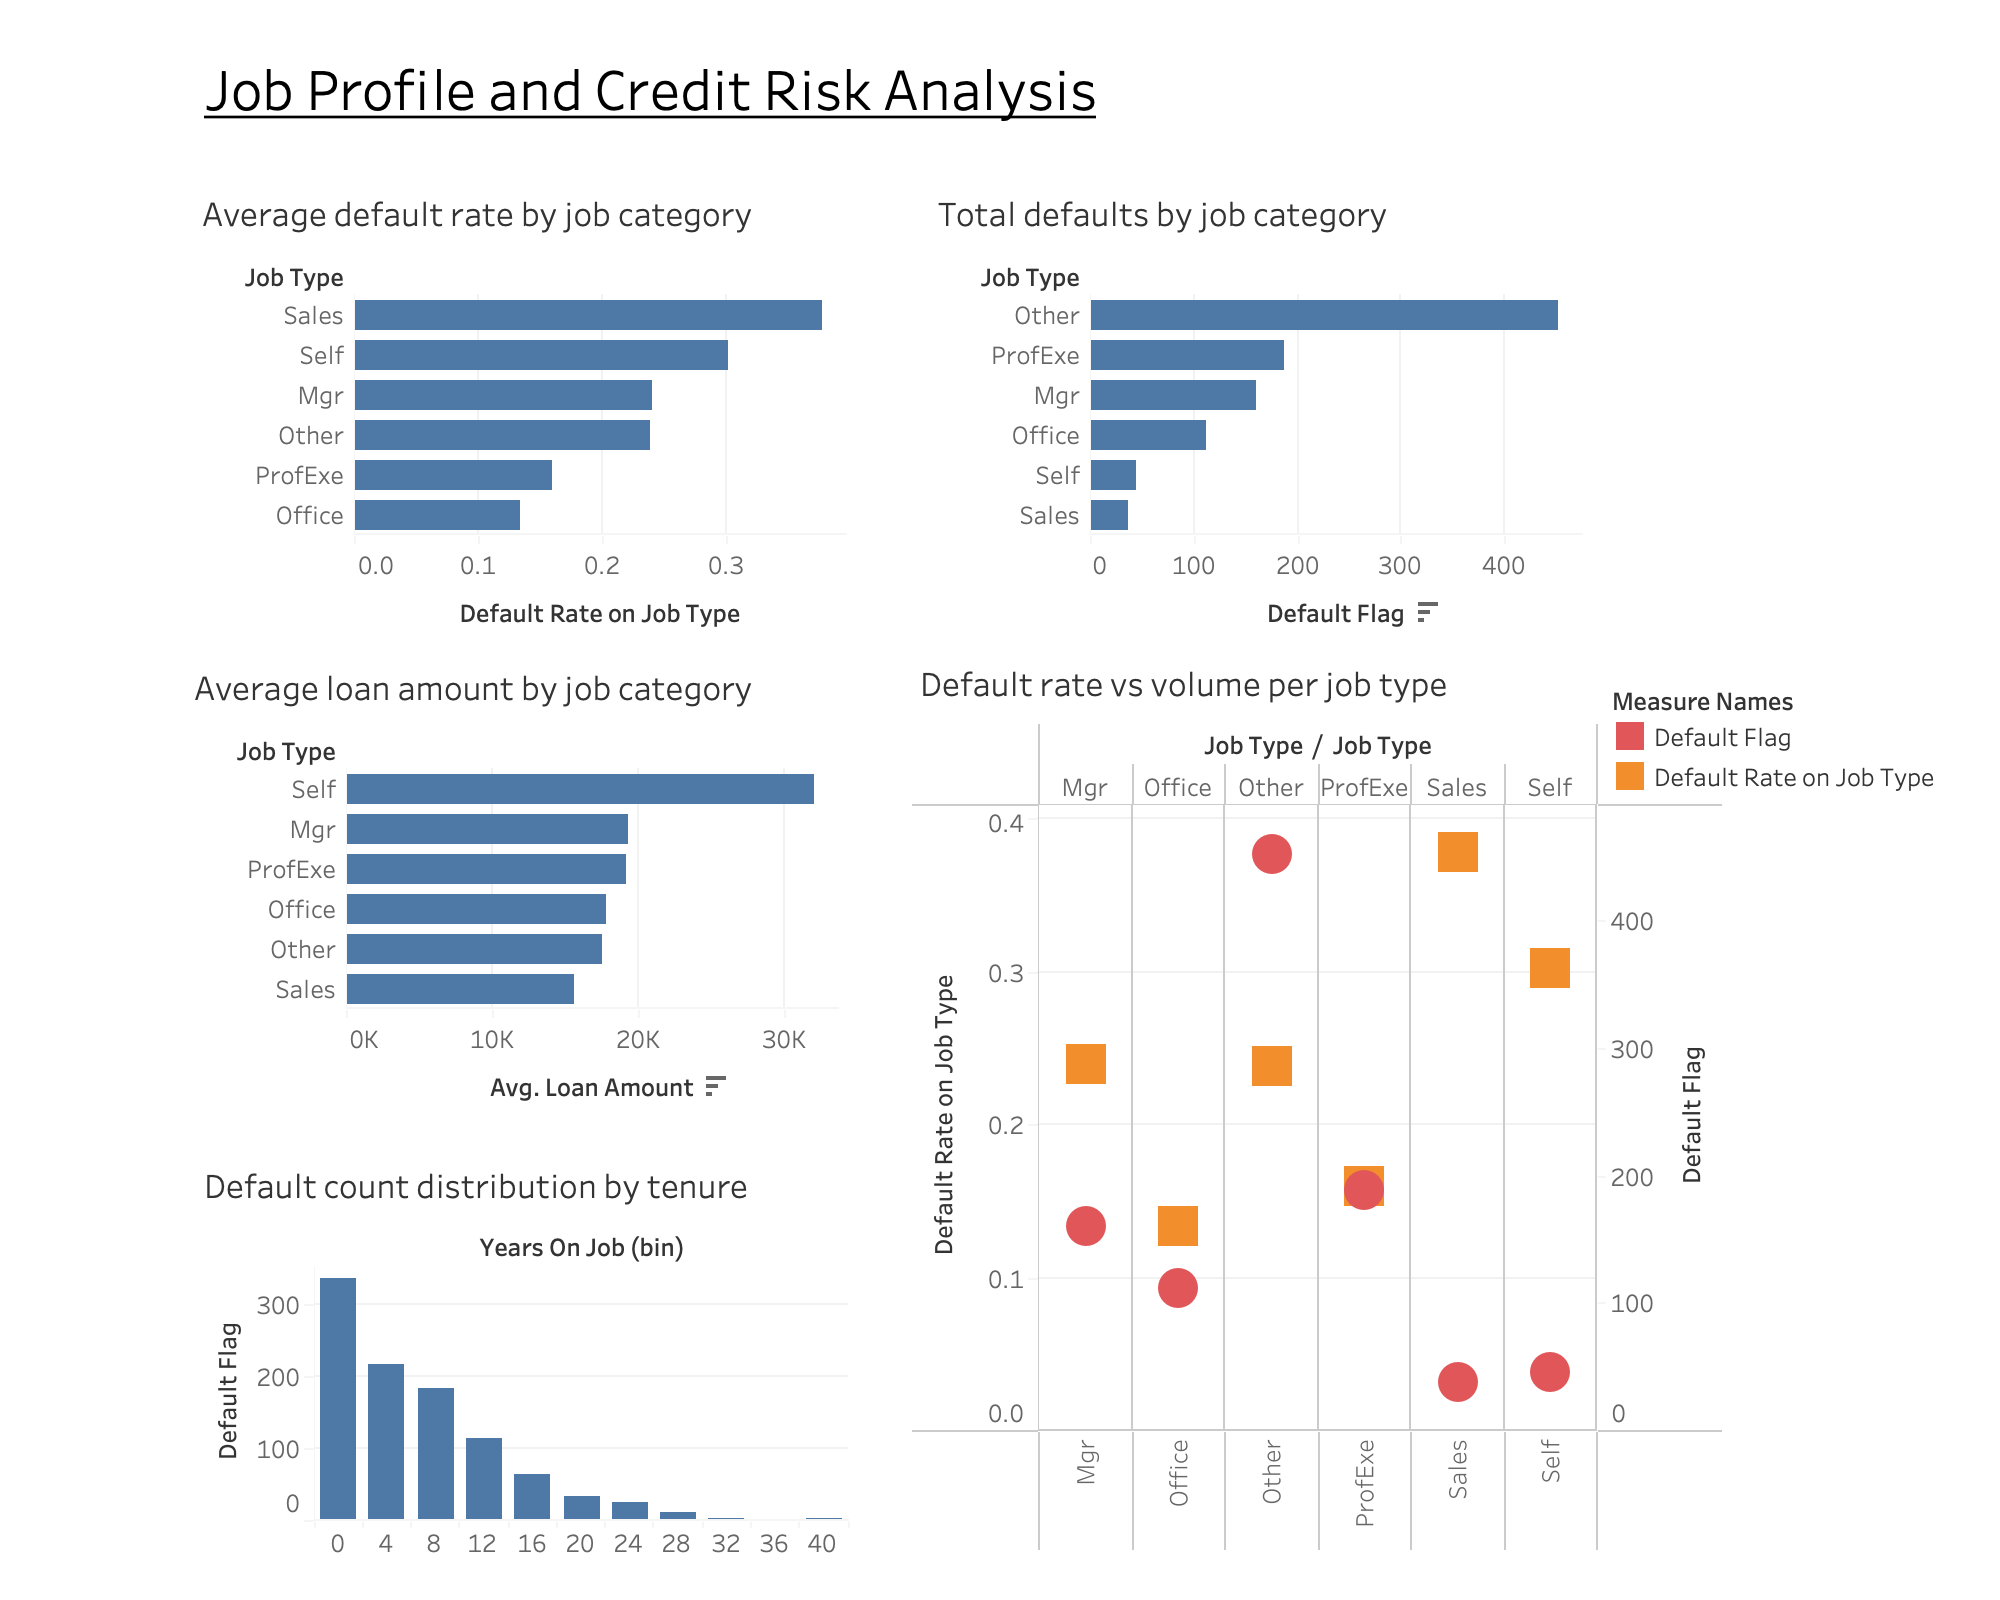 Job Profile and Credit Risk Analysis
Average default rate by job category
Job Type
Sales
Self
Mgr
Other
ProfExe
Office
0.0 0.1 0.2 0.3
Default Rate on Job Type
Total defaults by job category
Job Type
Other
ProfExe
Mgr
Office
Self
Sales
0 100 200 300 400
Default Flag
Average loan amount by job category
Job Type
Self
Mgr
ProfExe
Office
Other
Sales
0K 10K 20K 30K
Avg. Loan Amount
Default rate vs volume per job type
Job Type / Job Type
Mgr Office Other ProfExe Sales Self
0.4
0.3
0.2
0.1
0.0
Default Rate on Job Type
400
300
200
100
0
Default Flag
Mgr Office Other ProfExe Sales Self
Measure Names
Default Flag
Default Rate on Job Type
Default count distribution by tenure
Years On Job (bin)
300
200
100
0
Default Flag
0 4 8 12 16 20 24 28 32 36 40